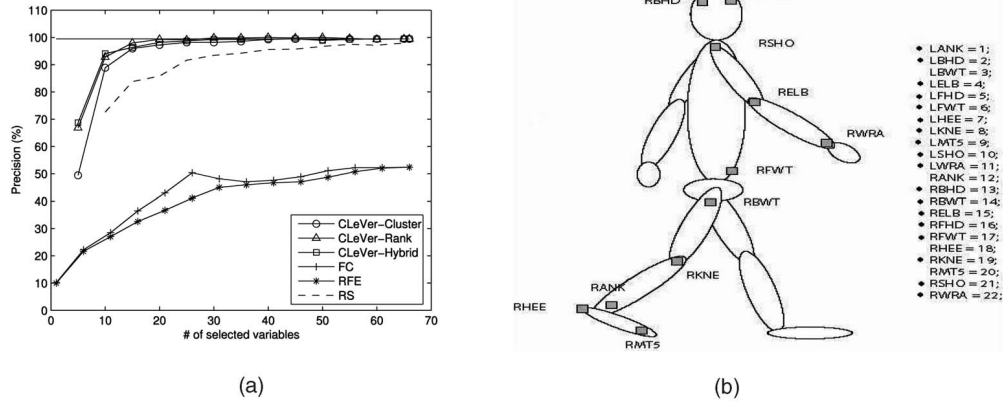 110
100
90
80
70
60
50
40
30
20
10
0
Precision (%)
0 10 20 30 40 50 60 70
# of selected variables
CLeVer-Cluster
CLeVer-Rank
CLeVer-Hybrid
FC
RFE
RS
(a)
RBHD
RSHO
RELB
RWRA
RFWT
RBWT
RKNE
RANK
RHEE
RMT5
LANK = 1;
LBHD = 2;
LBWT = 3;
LELB = 4;
LFHD = 5;
LFWT = 6;
LHEE = 7;
LKNE = 8;
LMT5 = 9;
LSHO = 10;
LWRA = 11;
RANK = 12;
RBHD = 13;
RBWT = 14;
RELB = 15;
RFHD = 16;
RFWT = 17;
RHEE = 18;
RKNE = 19;
RMT5 = 20;
RSHO = 21;
RWRA = 22;
(b)